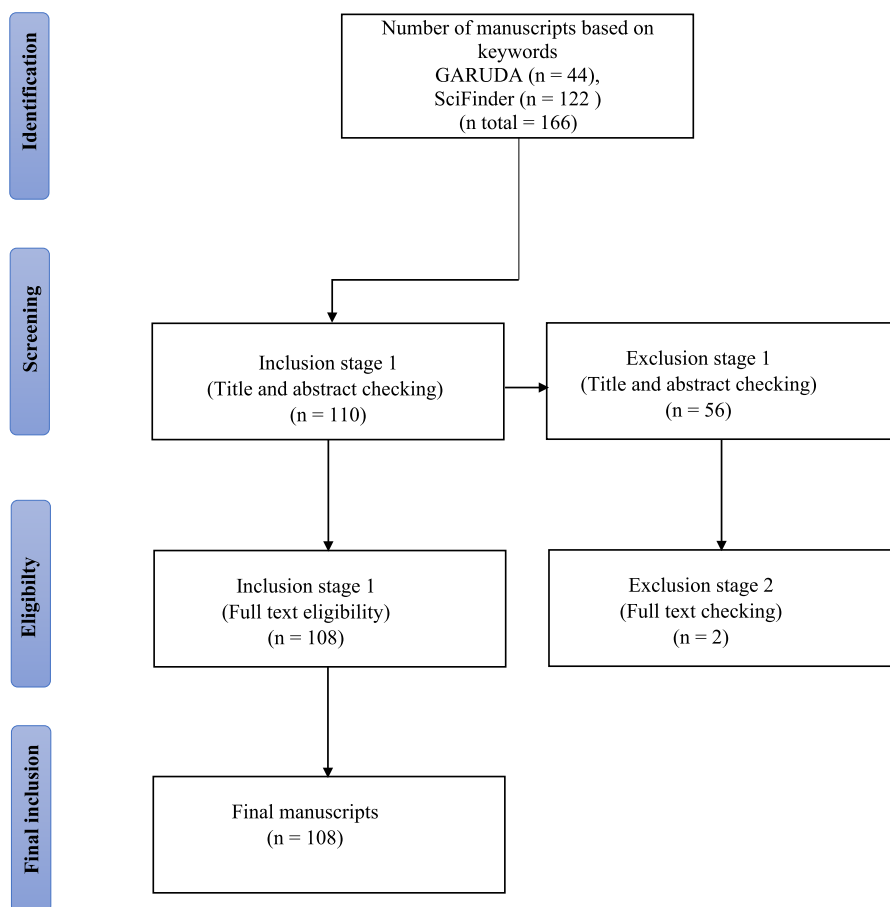 Identification
Number of manuscripts based on
keywords
GARUDA (n = 44),
SciFinder (n = 122 )
(n total = 166)
Screening
Inclusion stage 1
(Title and abstract checking)
(n = 110)
Exclusion stage 1
(Title and abstract checking)
(n = 56)
Eligibilty
Inclusion stage 1
(Full text eligibility)
(n = 108)
Exclusion stage 2
(Full text checking)
(n = 2)
Final inclusion
Final manuscripts
(n = 108)